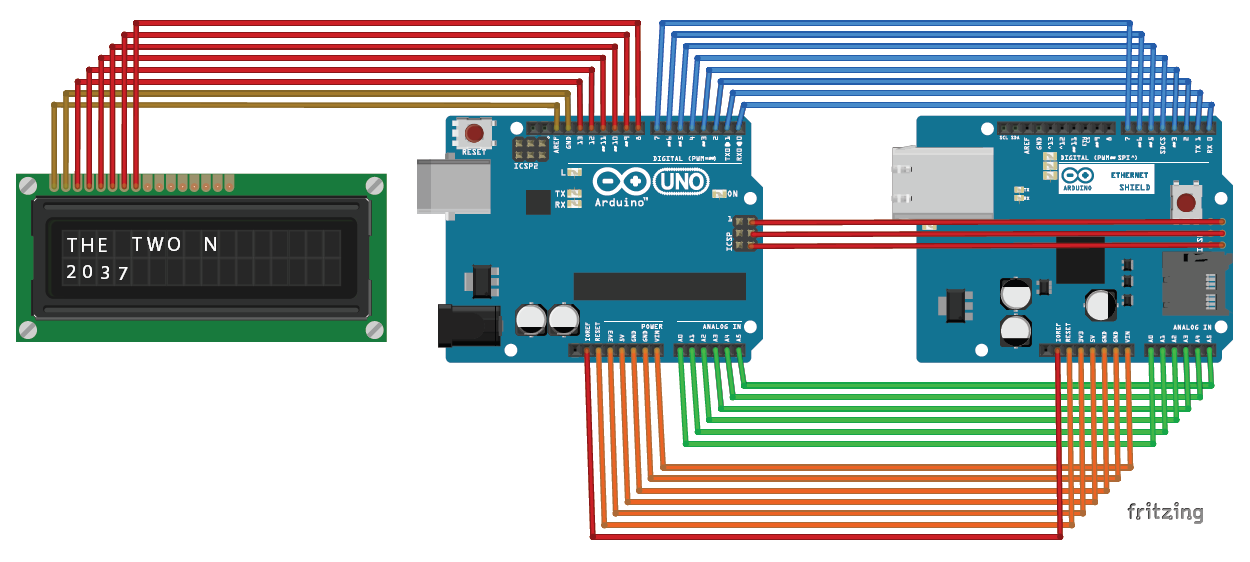 THE TWO N
2037
RESET
ICSP2
AREF
GND
13
12
~11
~10
~9
8
7
~6
~5
4
~3
2
TXD 1
RXD 0
DIGITAL (PWM=~)
L
TX
RX
UNO
Arduino™
ON
ICSP
1
POWER
ANALOG IN
IOREF
RESET
3V3
5V
GND
GND
VIN
A0
A1
A2
A3
A4
A5
SCL SDA
AREF
GND
~13
~12
~11
~9
8
7
~6
~5
SDCS
~3
2
TX 1
RX 0
DIGITAL (PWM= SPI^)
ARDUINO
ETHERNET
SHIELD
TX
RX
ANALOG IN
IOREF
RESET
3V3
5V
GND
GND
VIN
A0
A1
A2
A3
A4
A5
fritzing